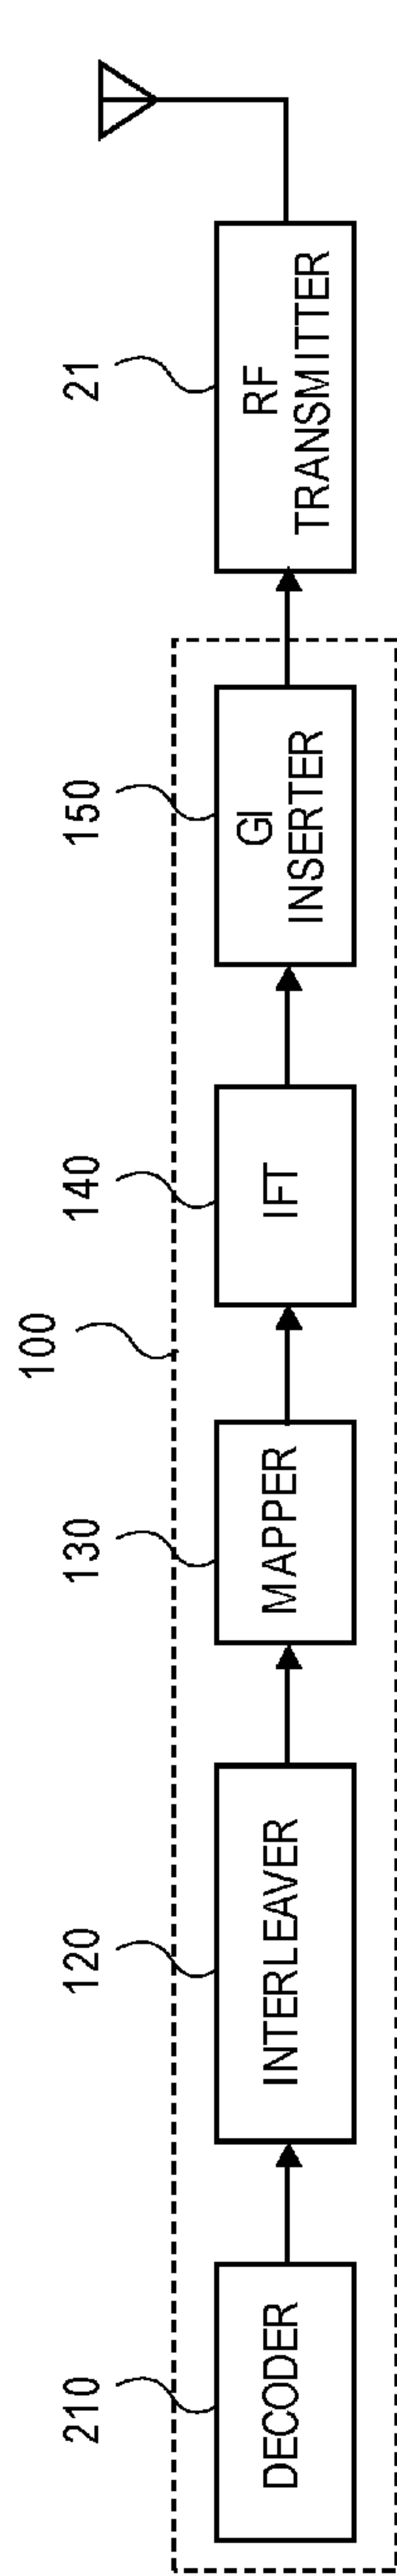 100
210
120
130
140
150
21
DECODER
INTERLEAVER
MAPPER
IFT
GI
INSERTER
RF
TRANSMITTER